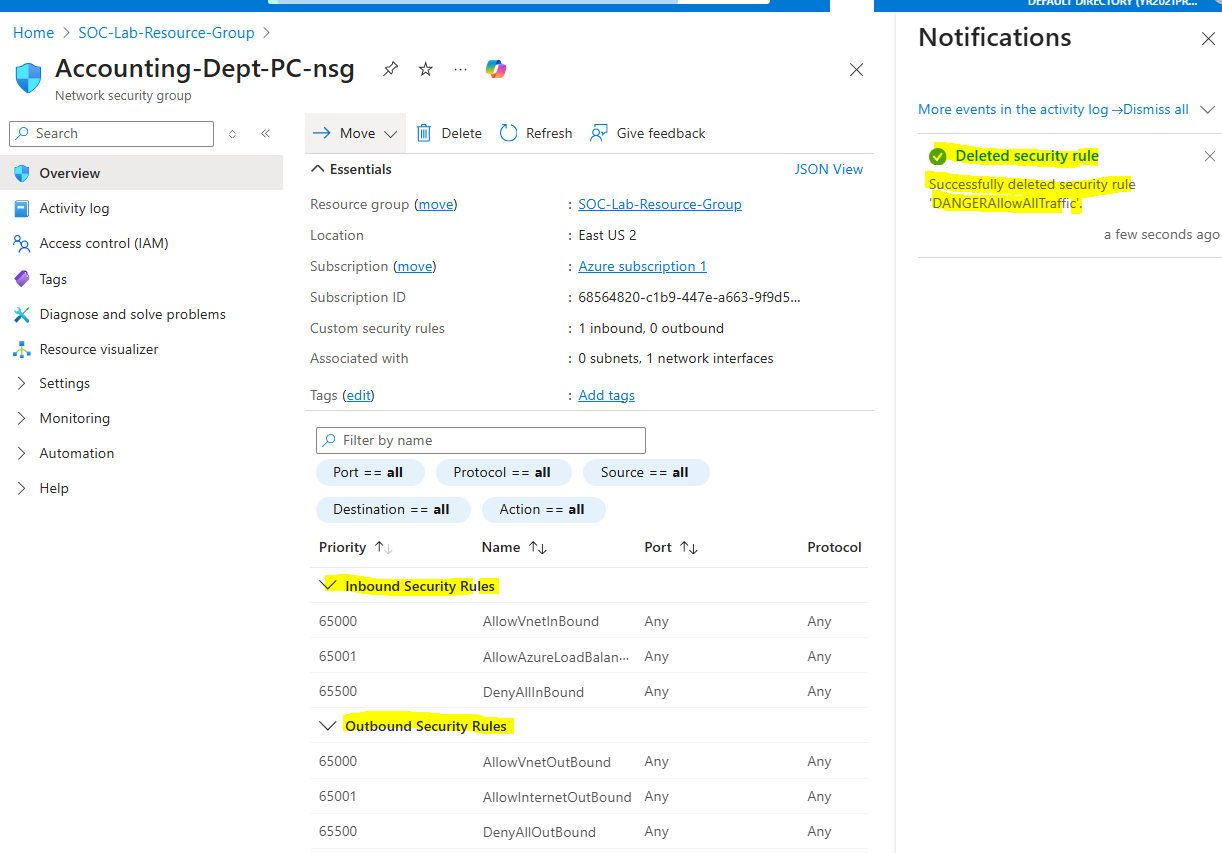 DEFAULT DIRECTORY (YR2021PR...
Home > SOC-Lab-Resource-Group >
Accounting-Dept-PC-nsg
Network security group
Search
Overview
Activity log
Access control (IAM)
Tags
Diagnose and solve problems
Resource visualizer
Settings
Monitoring
Automation
Help
Move
Delete
Refresh
Give feedback
Essentials
JSON View
Resource group (move) : SOC-Lab-Resource-Group
Location : East US 2
Subscription (move) : Azure subscription 1
Subscription ID : 68564820-c1b9-447e-a663-9f9d5...
Custom security rules : 1 inbound, 0 outbound
Associated with : 0 subnets, 1 network interfaces
Tags (edit) : Add tags
Filter by name
Port == all
Protocol == all
Source == all
Destination == all
Action == all
Priority Name Port Protocol
Inbound Security Rules
65000 AllowVnetInBound Any Any
65001 AllowAzureLoadBalan... Any Any
65500 DenyAllInBound Any Any
Outbound Security Rules
65000 AllowVnetOutBound Any Any
65001 AllowInternetOutBound Any Any
65500 DenyAllOutBound Any Any
Notifications
More events in the activity log → Dismiss all
Deleted security rule
Successfully deleted security rule
'DANGERAllowAllTraffic'.
a few seconds ago